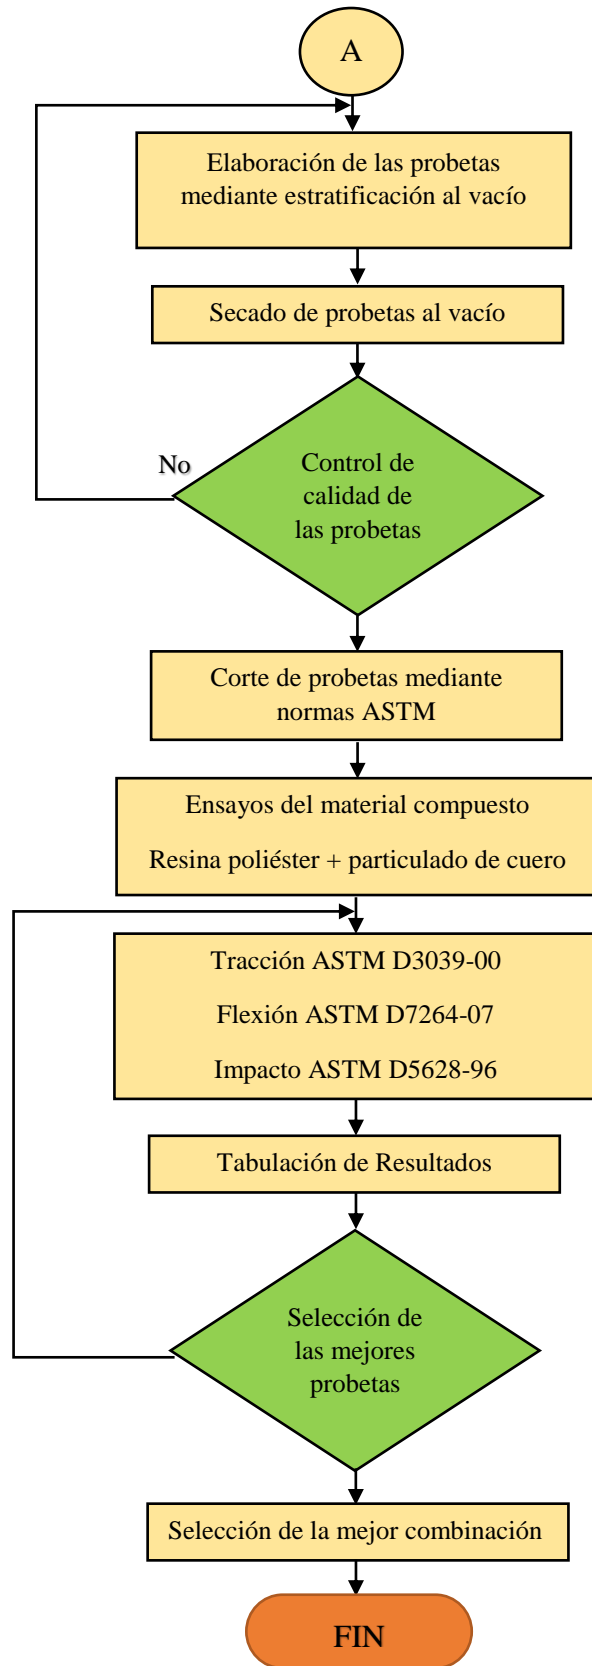 A
Elaboración de las probetas
mediante estratificación al vacío
Secado de probetas al vacío
No
Control de
calidad de
las probetas
Corte de probetas mediante
normas ASTM
Ensayos del material compuesto
Resina poliéster + particulado de cuero
Tracción ASTM D3039-00
Flexión ASTM D7264-07
Impacto ASTM D5628-96
Tabulación de Resultados
Selección de
las mejores
probetas
Selección de la mejor combinación
FIN